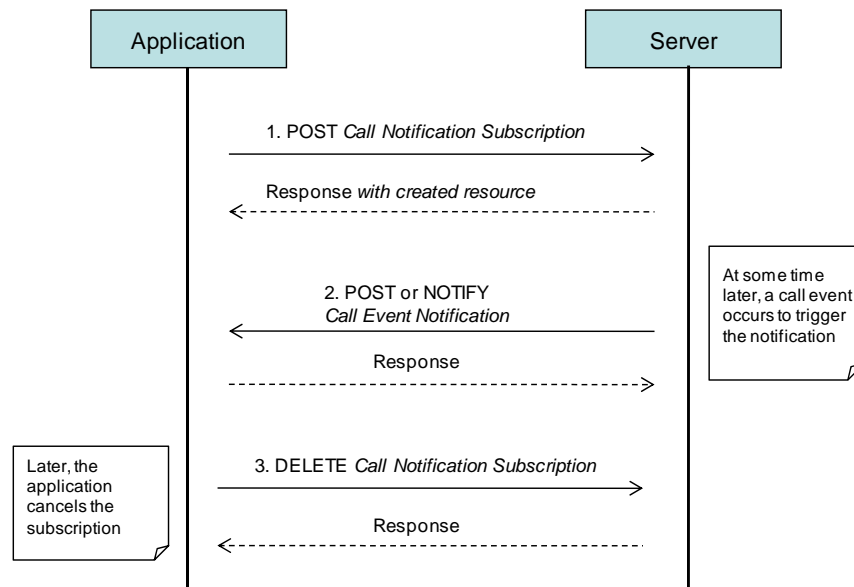 Application
Server
1. POST Call Notification Subscription
Response with created resource
At some time
later, a call event
occurs to trigger
the notification
2. POST or NOTIFY
Call Event Notification
Response
Later, the
application
cancels the
subscription
3. DELETE Call Notification Subscription
Response